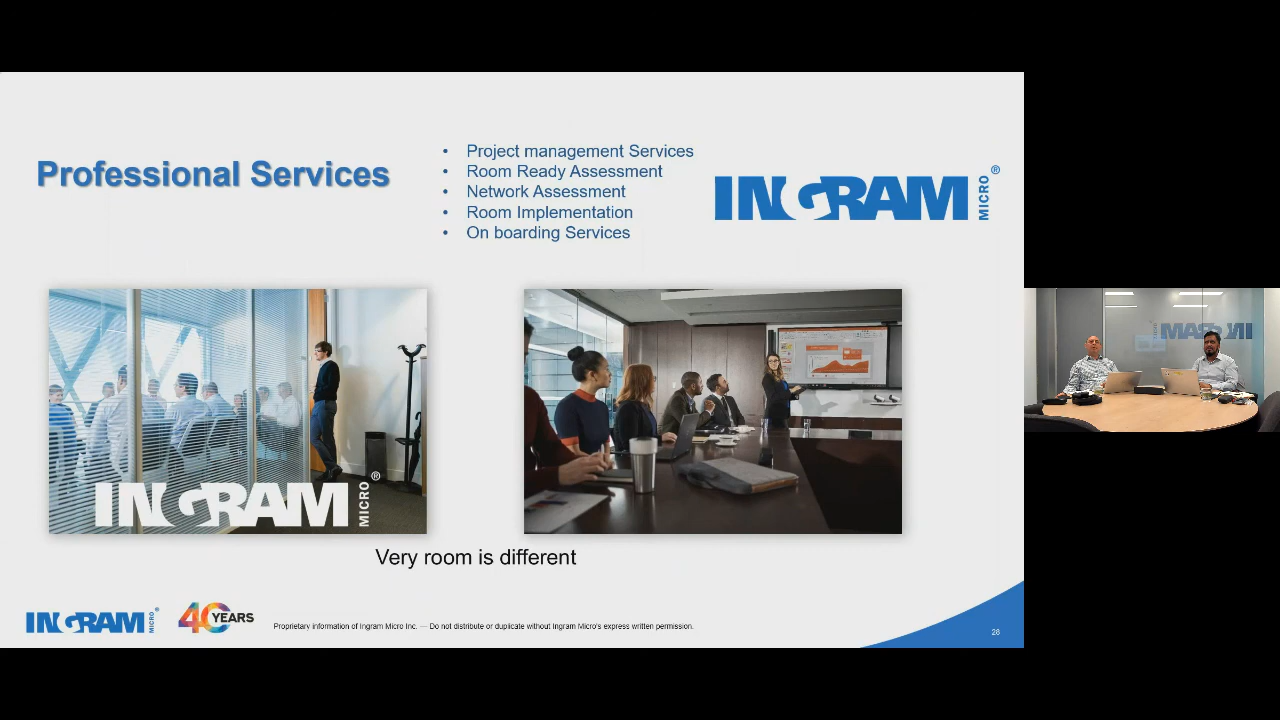 Professional Services
• Project management Services
• Room Ready Assessment
• Network Assessment
• Room Implementation
• On boarding Services
INGRAM MICRO®
INGRAM MICRO®
Very room is different
INGRAM MICRO®
40 YEARS
Proprietary information of Ingram Micro Inc. — Do not distribute or duplicate without Ingram Micro's express written permission.
28